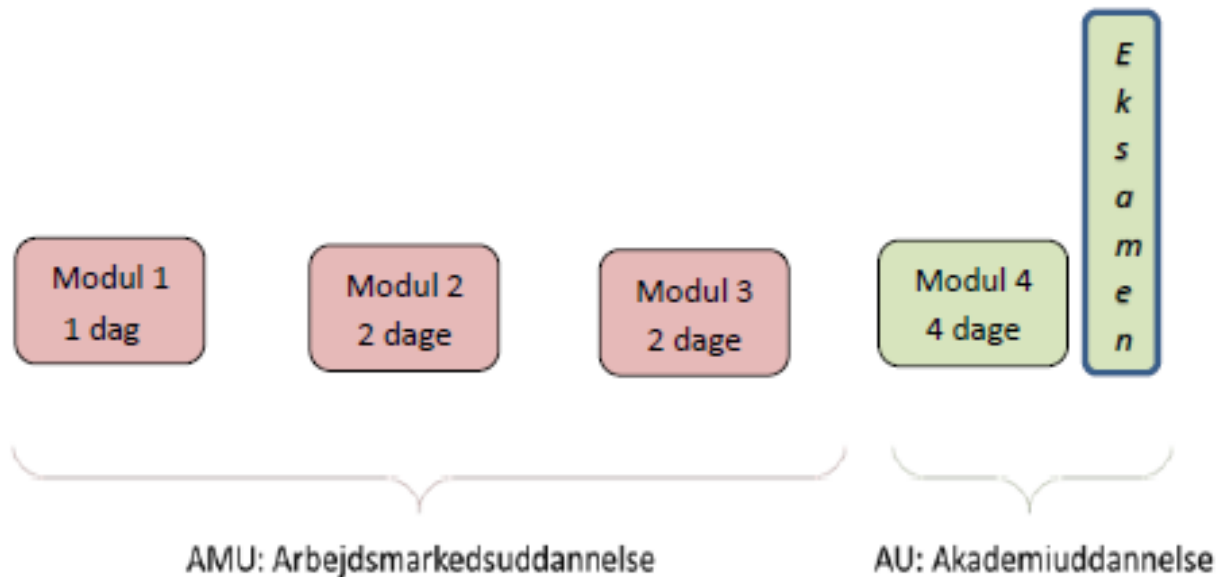 Modul 1
1 dag
Modul 2
2 dage
Modul 3
2 dage
Modul 4
4 dage
Eksamen
AMU: Arbejdsmarkedsuddannelse
AU: Akademiuddannelse